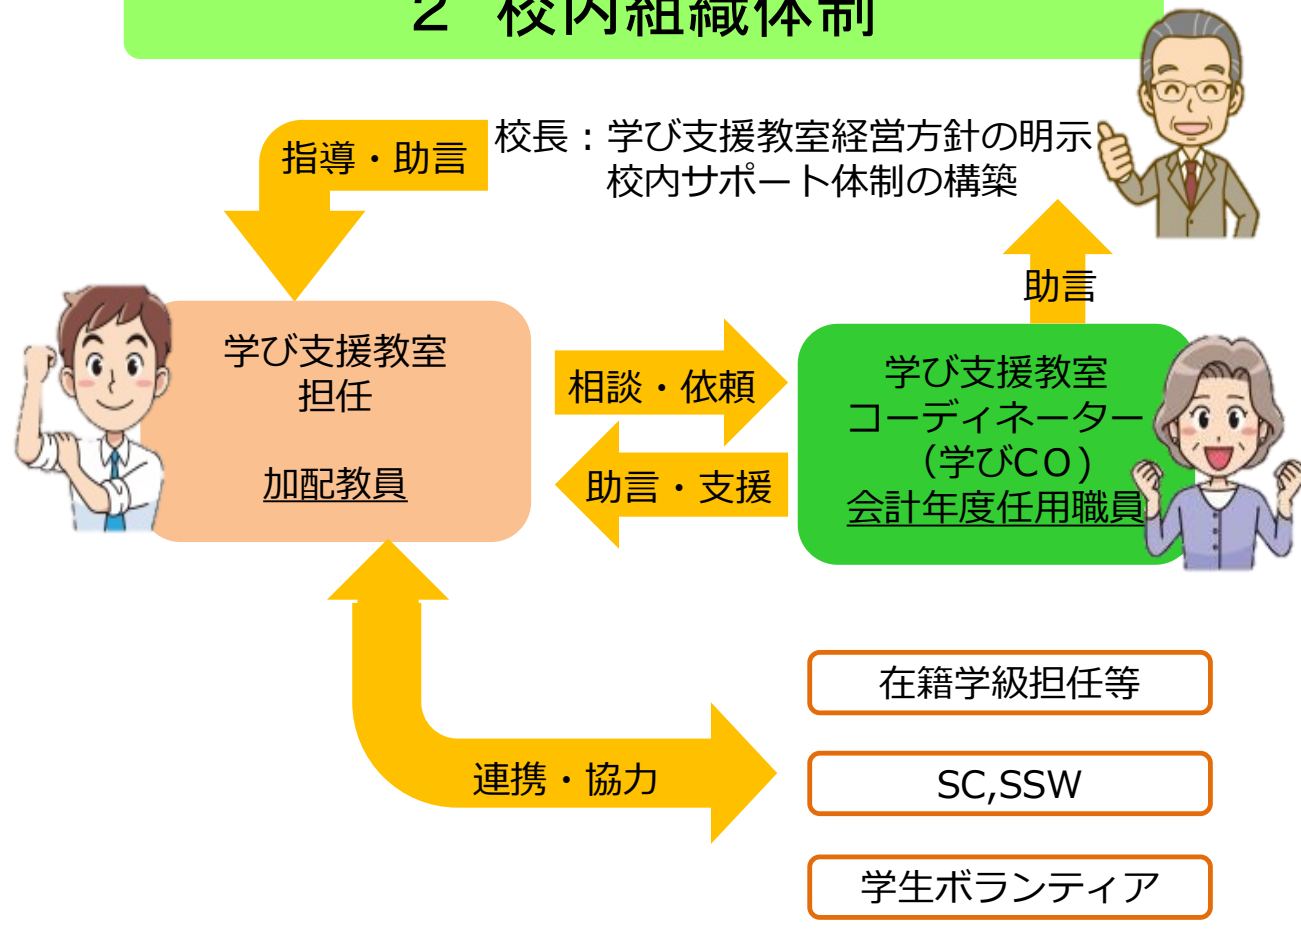 ２ 校内組織体制
指導・助言
校長：学び支援教室経営方針の明示
校内サポート体制の構築
助言
学び支援教室
担任
加配教員
相談・依頼
助言・支援
学び支援教室
コーディネーター
（学びCO）
会計年度任用職員
連携・協力
在籍学級担任等
SC,SSW
学生ボランティア